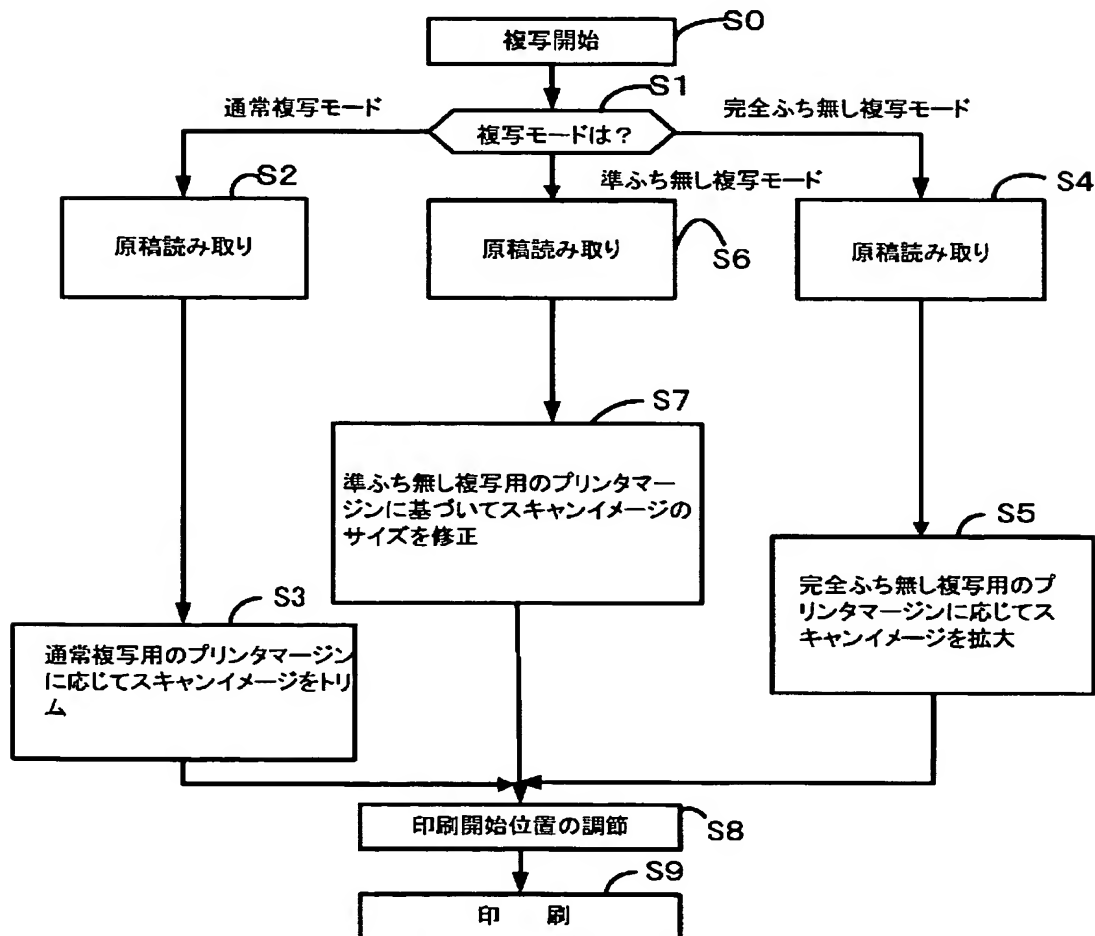 複写開始
S0
S1
複写モードは?
通常複写モード
完全ふち無し複写モード
準ふち無し複写モード
S2
原稿読み取り
S6
原稿読み取り
S4
原稿読み取り
S7
準ふち無し複写用のプリンタマー
ジンに基づいてスキャンイメージの
サイズを修正
S5
完全ふち無し複写用のプ
リンタマージンに応じてス
キャンイメージを拡大
S3
通常複写用のプリンタマージン
に応じてスキャンイメージをトリ
ム
印刷開始位置の調節
S8
S9
印 刷